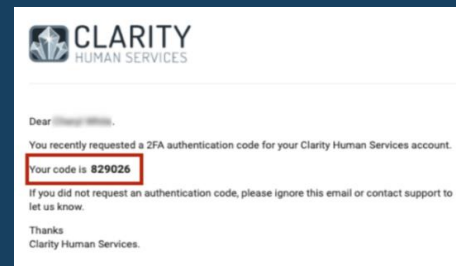 CLARITY
HUMAN SERVICES
Dear
You recently requested a 2FA authentication code for your Clarity Human Services account.
Your code is 829026
If you did not request an authentication code, please ignore this email or contact support to
let us know.
Thanks
Clarity Human Services.